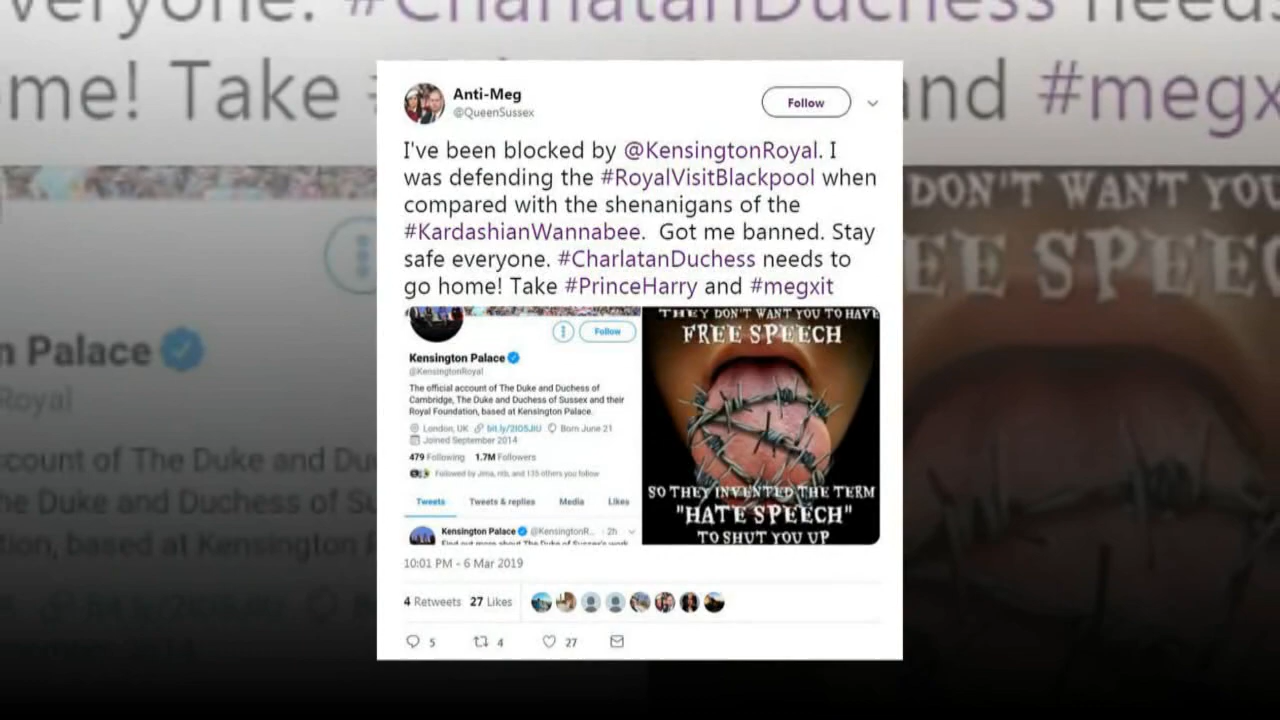 veryone. #CharlatanDuchess needs
me! Take
and #megx
Anti-Meg
@QueenSussex
Follow
I've been blocked by @KensingtonRoyal. I
was defending the #RoyalVisitBlackpool when
compared with the shenanigans of the
#KardashianWannabee. Got me banned. Stay
safe everyone. #CharlatanDuchess needs to
go home! Take #PrinceHarry and #megxit
Follow
Kensington Palace
@KensingtonRoyal
The official account of The Duke and Duchess of
Cambridge, The Duke and Duchess of Sussex and their
Royal Foundation, based at Kensington Palace.
London, UK bit.ly/2IO5JIU Born June 21
Joined September 2014
479 Following 1.7M Followers
Followed by and 135 others you follow
Tweets Tweets & replies Media Likes
Kensington Palace @KensingtonR... · 2h
Find out more about The Duke of Sussex's work
THEY DON'T WANT YOU TO HAVE
FREE SPEECH
SO THEY INVENTED THE TERM
"HATE SPEECH"
TO SHUT YOU UP
10:01 PM - 6 Mar 2019
4 Retweets 27 Likes
5 4 27
n Palace
Royal
ccount of The Duke and Du
he Duke and Duchess of Su
tion, based at Kensington
DON'T WANT YOU
EE SPEEC